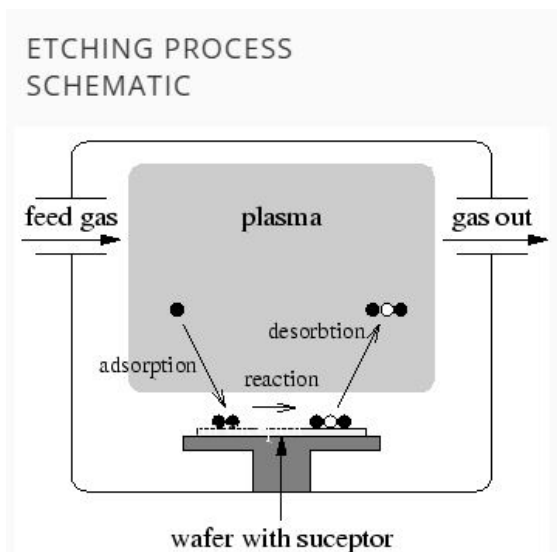 ETCHING PROCESS
SCHEMATIC
feed gas
plasma
gas out
desorbtion
adsorption
reaction
wafer with suceptor